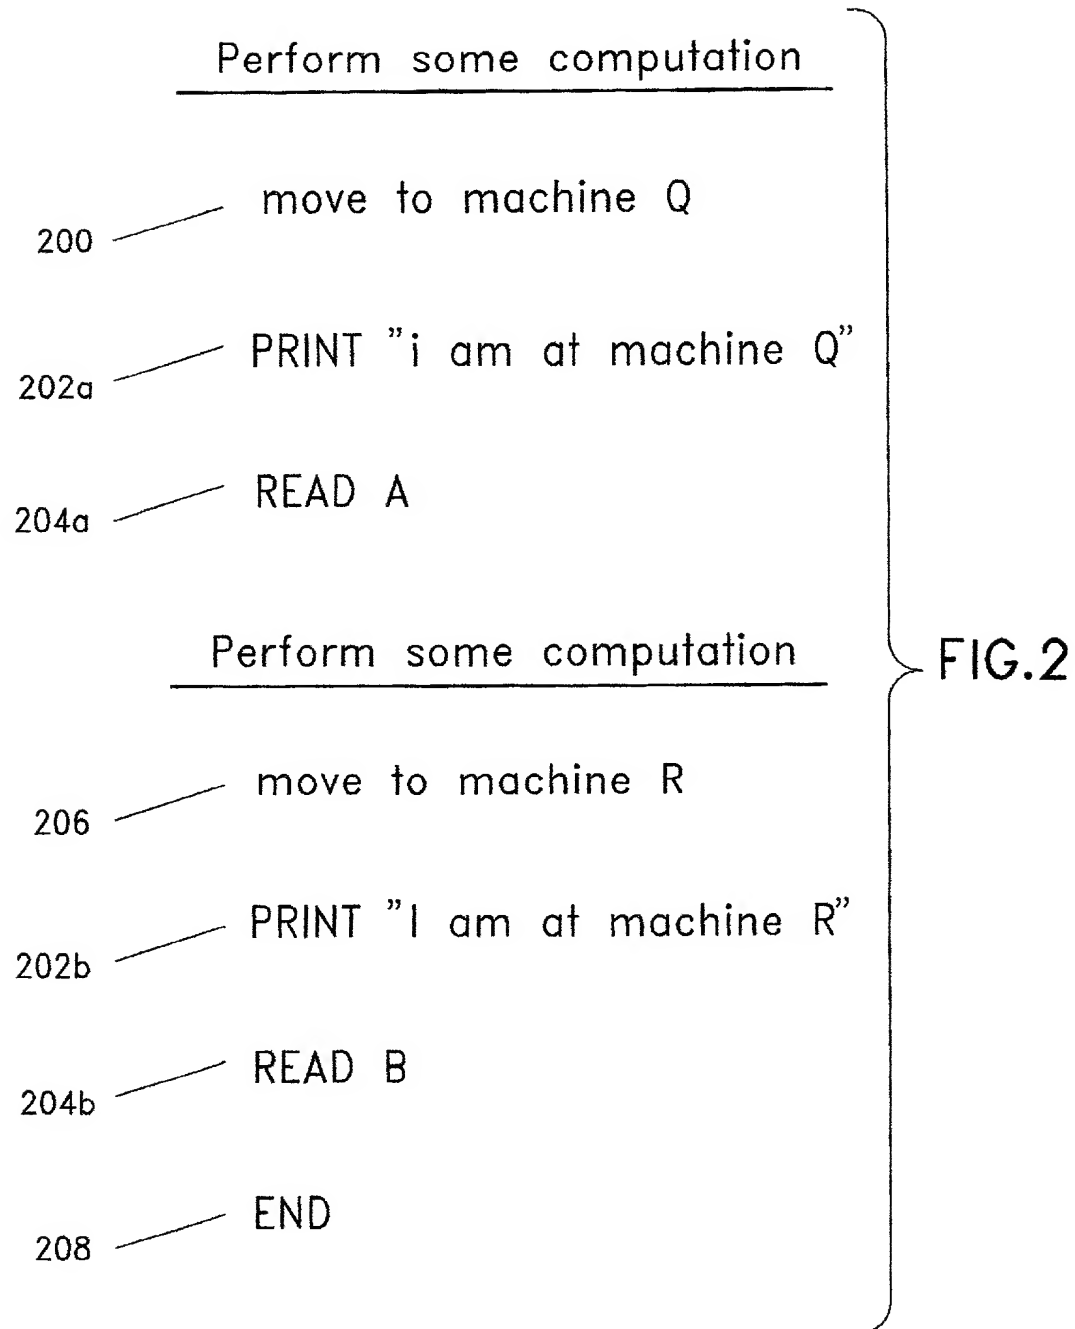 Perform some computation
move to machine Q
200
PRINT "i am at machine Q"
202a
READ A
204a
Perform some computation
FIG.2
move to machine R
206
PRINT "I am at machine R"
202b
READ B
204b
END
208